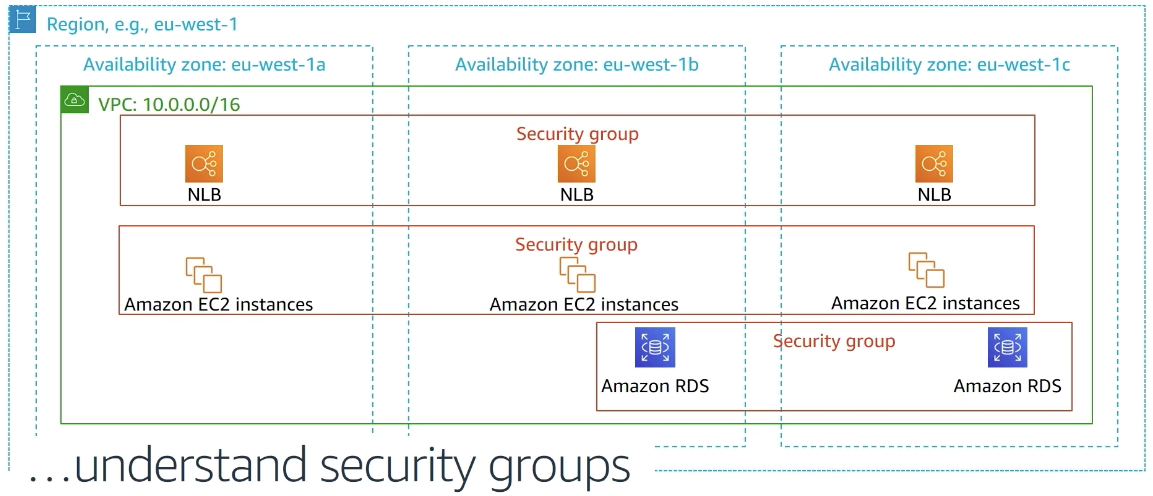 Region, e.g., eu-west-1
Availability zone: eu-west-1a
Availability zone: eu-west-1b
Availability zone: eu-west-1c
VPC: 10.0.0.0/16
Security group
NLB
NLB
NLB
Security group
Amazon EC2 instances
Amazon EC2 instances
Amazon EC2 instances
Security group
Amazon RDS
Amazon RDS
...understand security groups